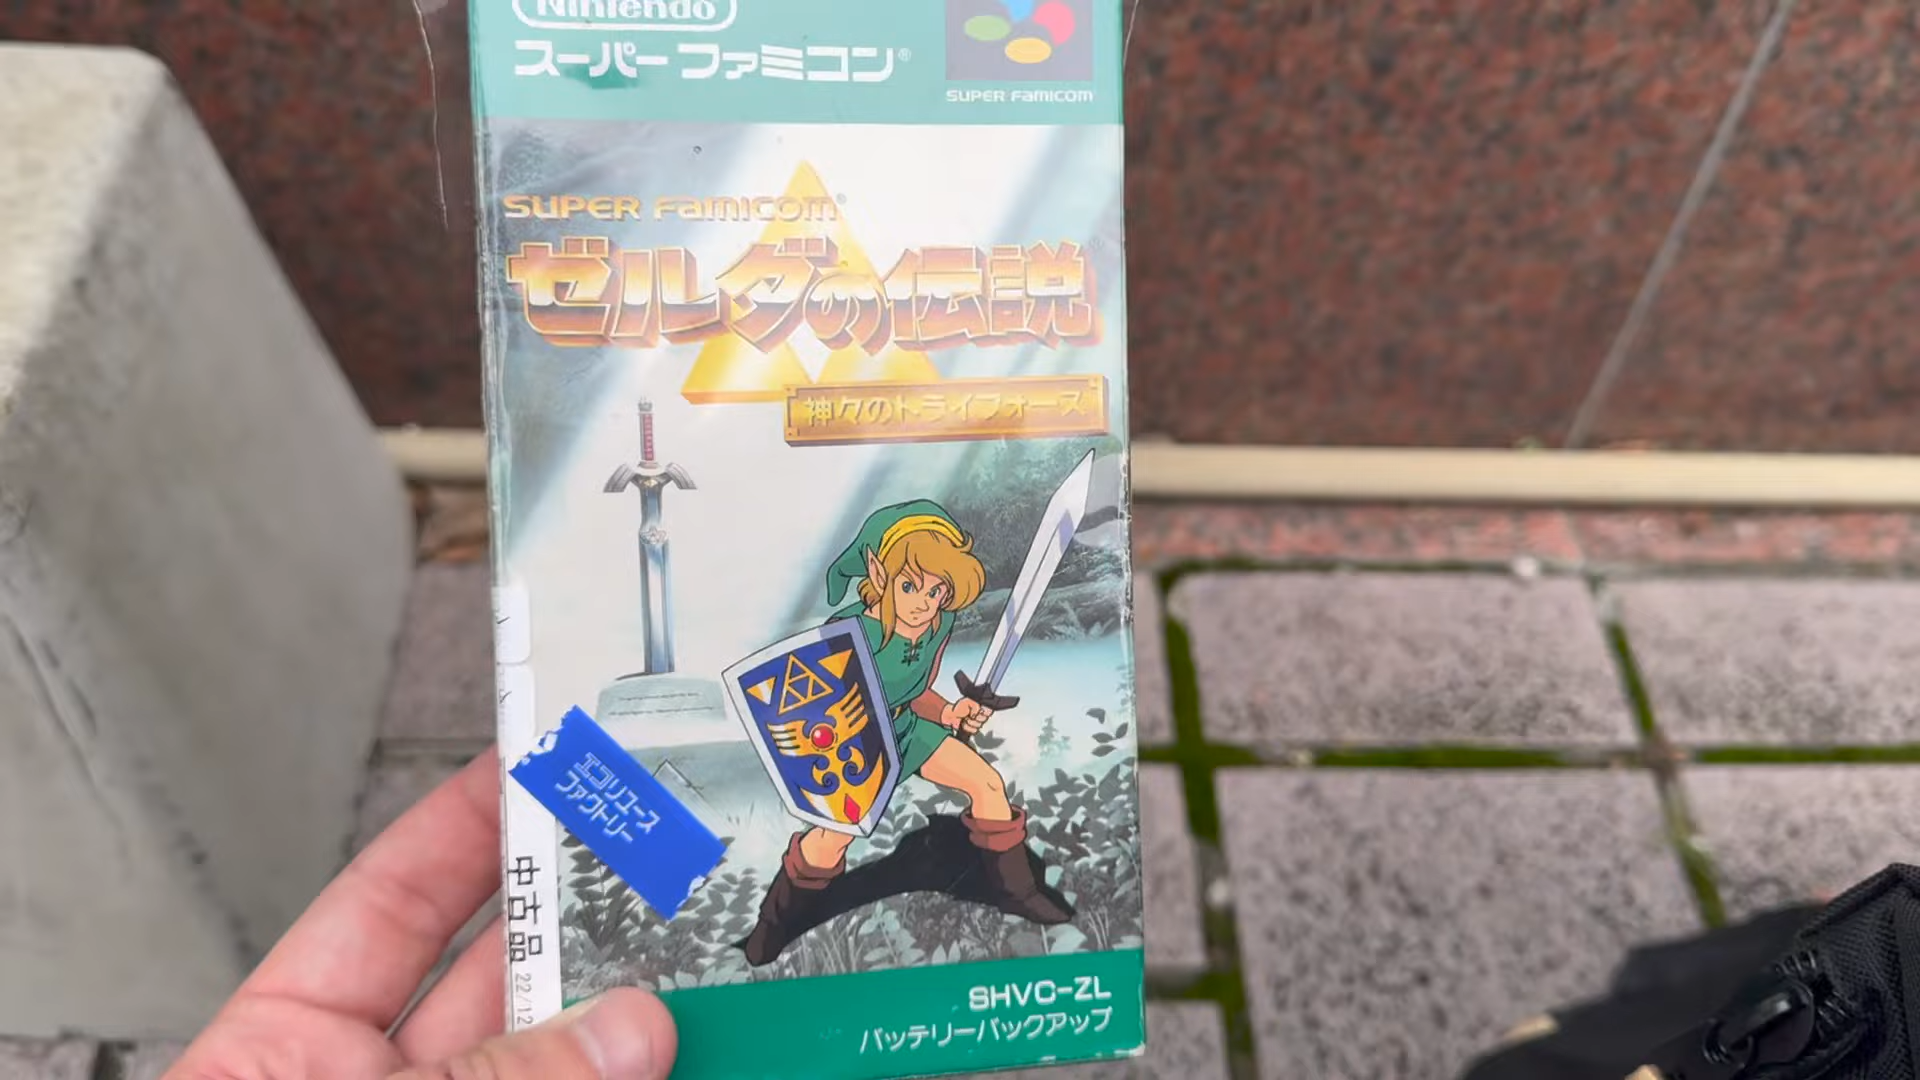 Nintendo
スーパーファミコン®
SUPER FAMICOM
SUPER FAMICOM®
ゼルダの伝説
神々のトライフォース
エコリユース
ファクトリー
中古品
22/12
SHVC-ZL
バッテリーバックアップ